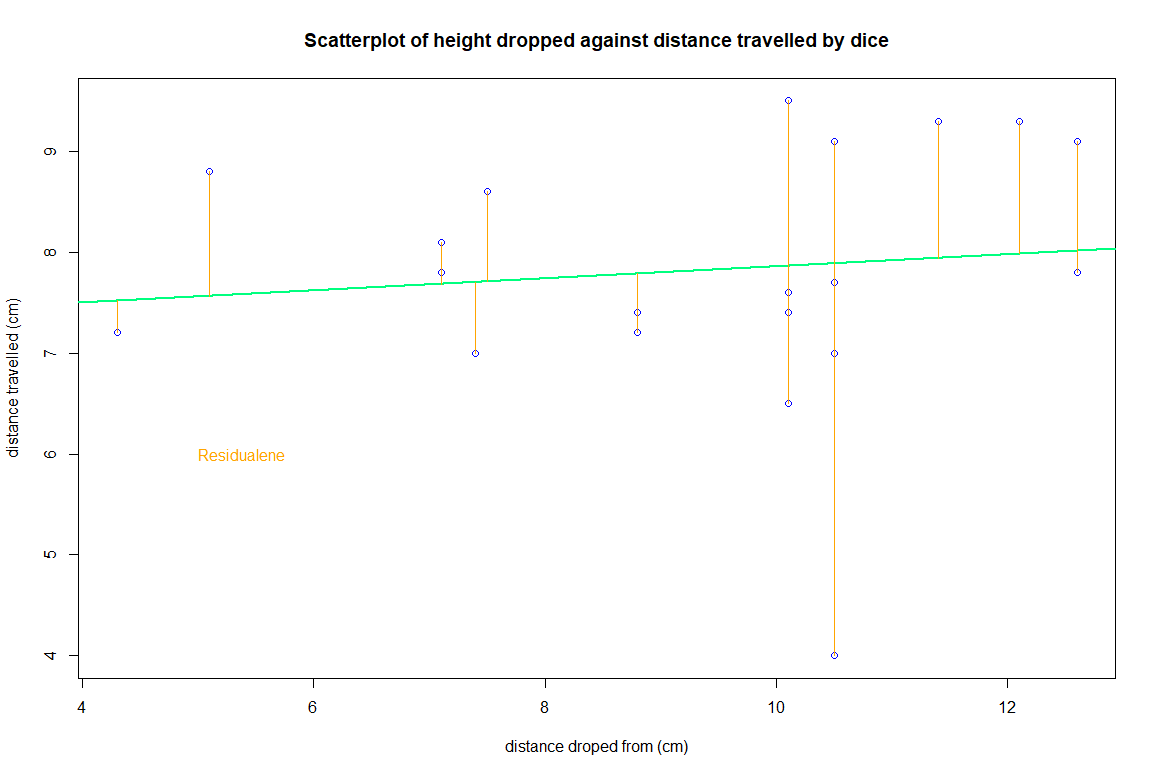 Scatterplot of height dropped against distance travelled by dice
distance travelled (cm)
9
8
7
6
5
4
Residualene
4
6
8
10
12
distance droped from (cm)